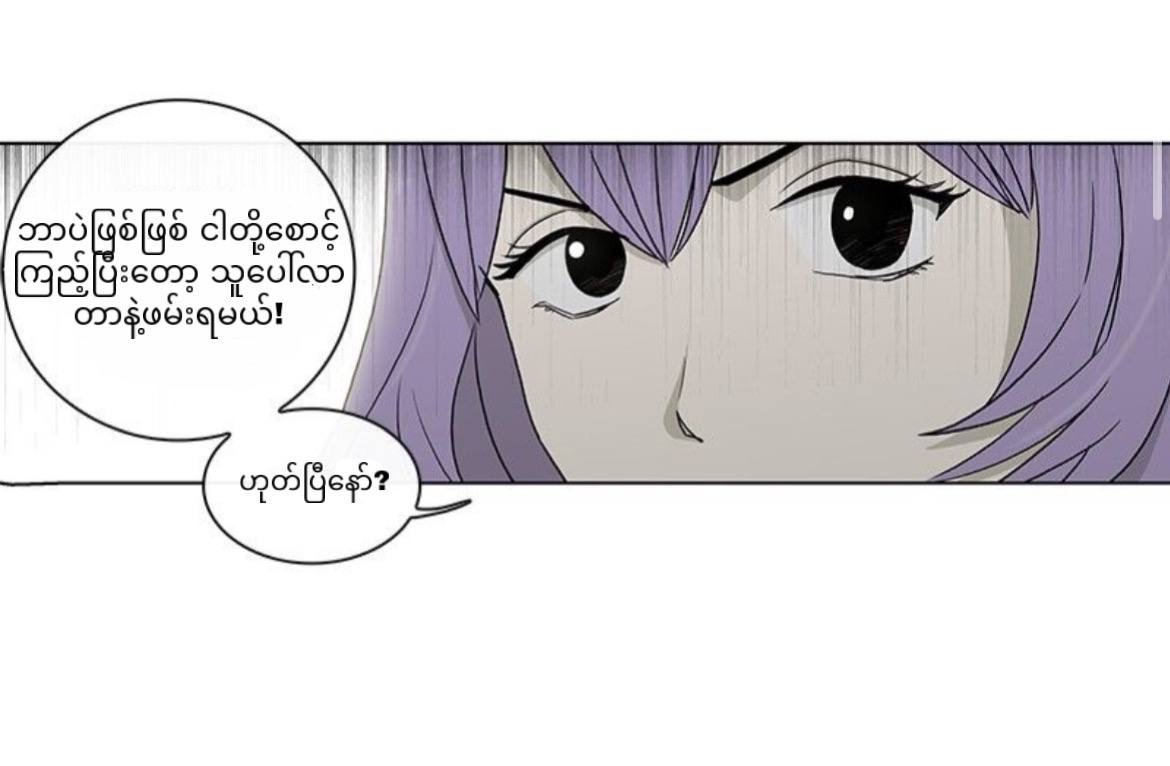 ဘာပဲဖြစ်ဖြစ် ငါတို့စောင့်
ကြည့်ပြီးတော့ သူပေါ်လာ
တာနဲ့ဖမ်းရမယ်!
ဟုတ်ပြီနော်?